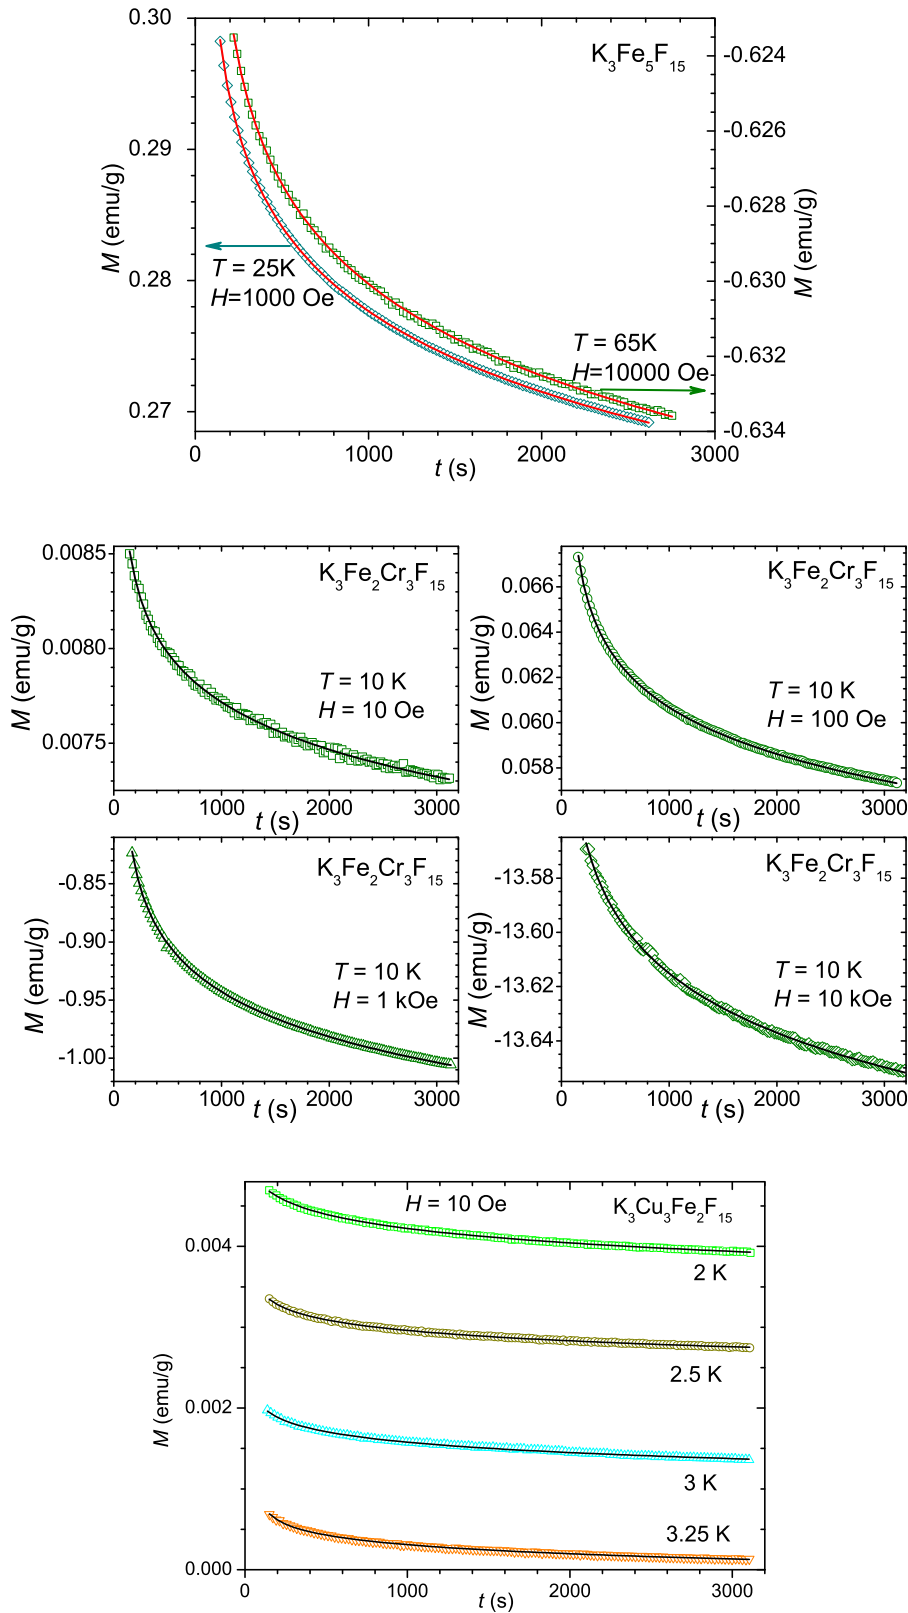 0.30
0.29
0.28
0.27
M (emu/g)
K3Fe5F15
-0.624
-0.626
-0.628
-0.630
-0.632
-0.634
M (emu/g)
T = 25K
H=1000 Oe
T = 65K
H=10000 Oe
0 1000 2000 3000
t (s)
0.0085
0.0080
0.0075
M (emu/g)
K3Fe2Cr3F15
T = 10 K
H = 10 Oe
0 1000 2000 3000
t (s)
0.066
0.064
0.062
0.060
0.058
M (emu/g)
K3Fe2Cr3F15
T = 10 K
H = 100 Oe
0 1000 2000 3000
t (s)
-0.85
-0.90
-0.95
-1.00
M (emu/g)
K3Fe2Cr3F15
T = 10 K
H = 1 kOe
0 1000 2000 3000
t (s)
-13.58
-13.60
-13.62
-13.64
M (emu/g)
K3Fe2Cr3F15
T = 10 K
H = 10 kOe
0 1000 2000 3000
t (s)
H = 10 Oe
K3Cu3Fe2F15
0.004
0.002
0.000
M (emu/g)
2 K
2.5 K
3 K
3.25 K
0 1000 2000 3000
t (s)